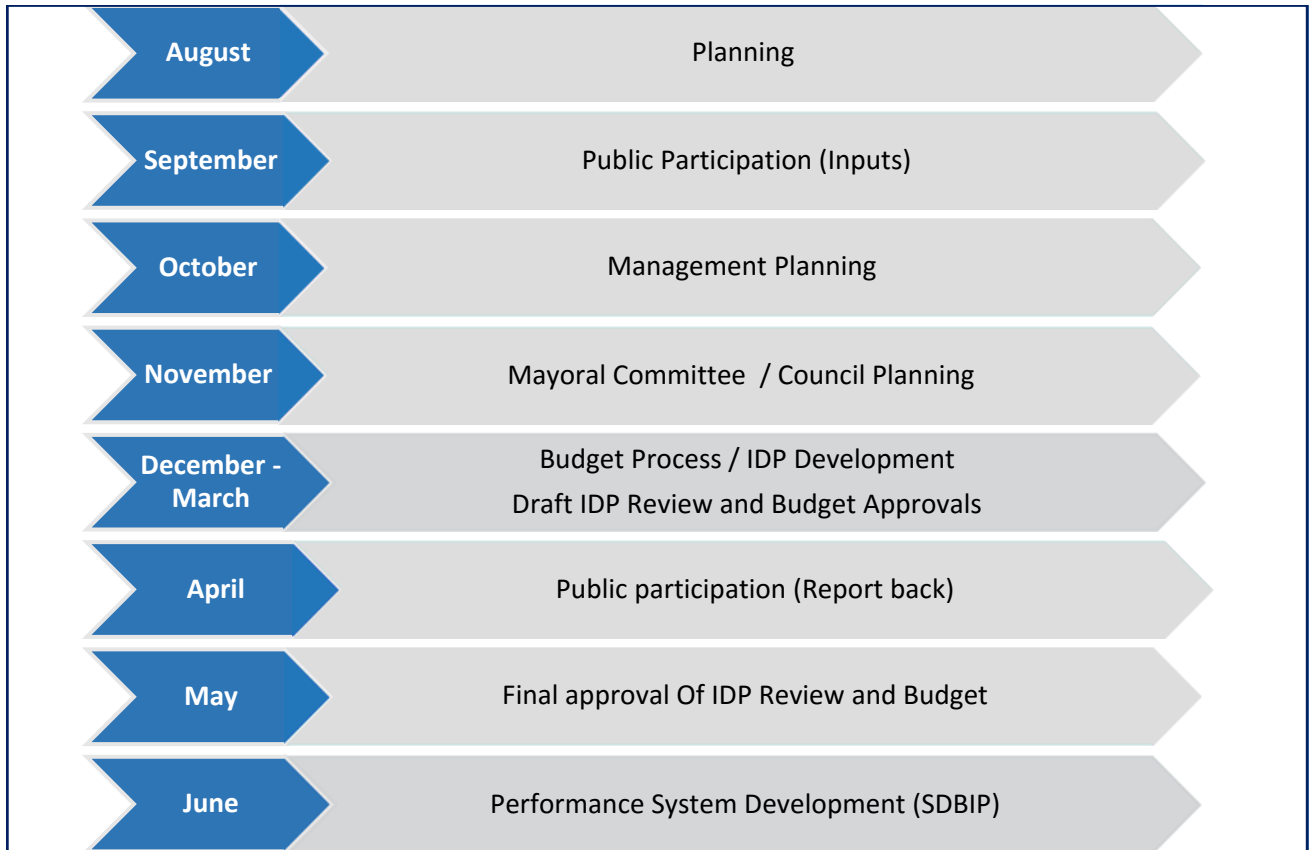 August
Planning
September
Public Participation (Inputs)
October
Management Planning
November
Mayoral Committee / Council Planning
December -
March
Budget Process / IDP Development
Draft IDP Review and Budget Approvals
April
Public participation (Report back)
May
Final approval Of IDP Review and Budget
June
Performance System Development (SDBIP)